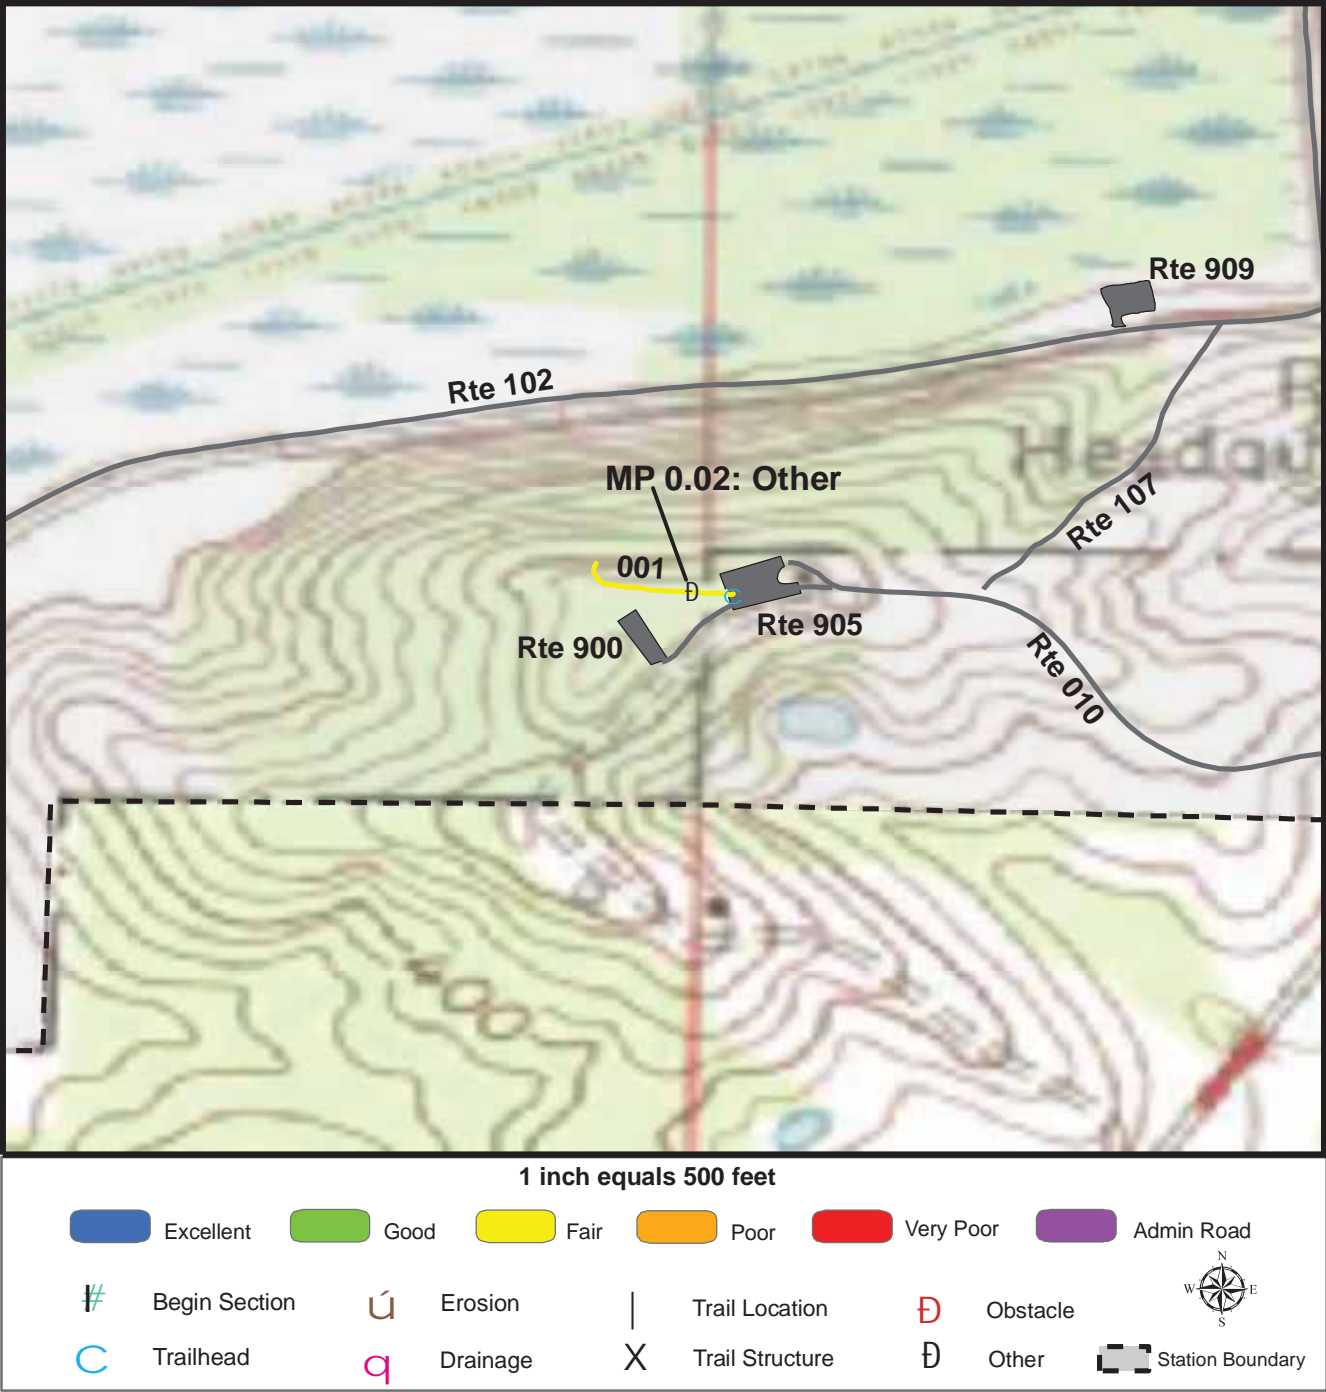 Rte 909
Rte 102
MP 0.02: Other
Rte 107
001
Đ
Rte 905
Rte 900
Rte 010
400
1 inch equals 500 feet
Excellent Good Fair Poor Very Poor Admin Road
N
W E
S
Begin Section ú Erosion | Trail Location Đ Obstacle
C Trailhead q Drainage X Trail Structure Đ Other Station Boundary